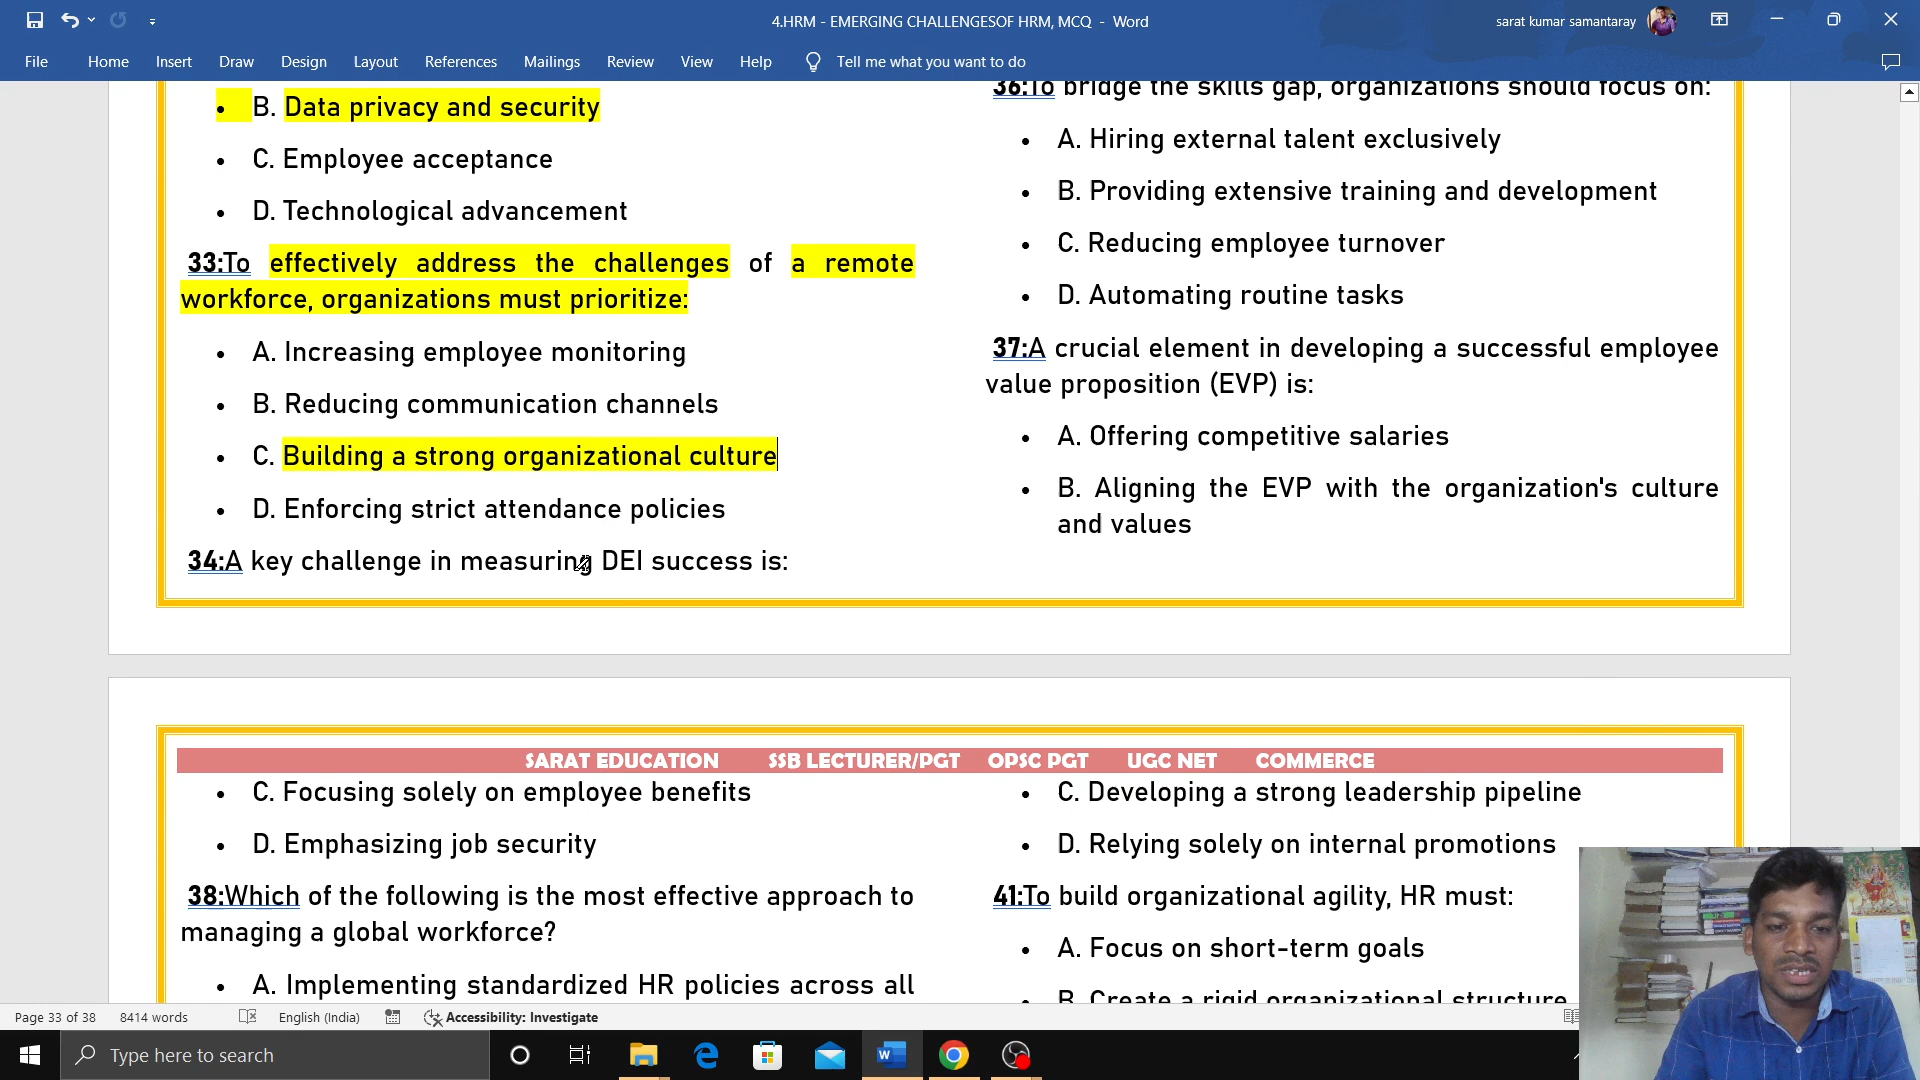 4.HRM - EMERGING CHALLENGESOF HRM, MCQ - Word
sarat kumar samantaray
File Home Insert Draw Design Layout References Mailings Review View Help Tell me what you want to do
• B. Data privacy and security
• C. Employee acceptance
• D. Technological advancement
33:To effectively address the challenges of a remote
workforce, organizations must prioritize:
• A. Increasing employee monitoring
• B. Reducing communication channels
• C. Building a strong organizational culture
• D. Enforcing strict attendance policies
34:A key challenge in measuring DEI success is:
36:To bridge the skills gap, organizations should focus on:
• A. Hiring external talent exclusively
• B. Providing extensive training and development
• C. Reducing employee turnover
• D. Automating routine tasks
37:A crucial element in developing a successful employee
value proposition (EVP) is:
• A. Offering competitive salaries
• B. Aligning the EVP with the organization's culture
and values
SARAT EDUCATION SSB LECTURER/PGT OPSC PGT UGC NET COMMERCE
• C. Focusing solely on employee benefits
• D. Emphasizing job security
38:Which of the following is the most effective approach to
managing a global workforce?
• A. Implementing standardized HR policies across all
• C. Developing a strong leadership pipeline
• D. Relying solely on internal promotions
41:To build organizational agility, HR must:
• A. Focus on short-term goals
• B. Create a rigid organizational structure
Page 33 of 38 8414 words English (India) Accessibility: Investigate
Type here to search